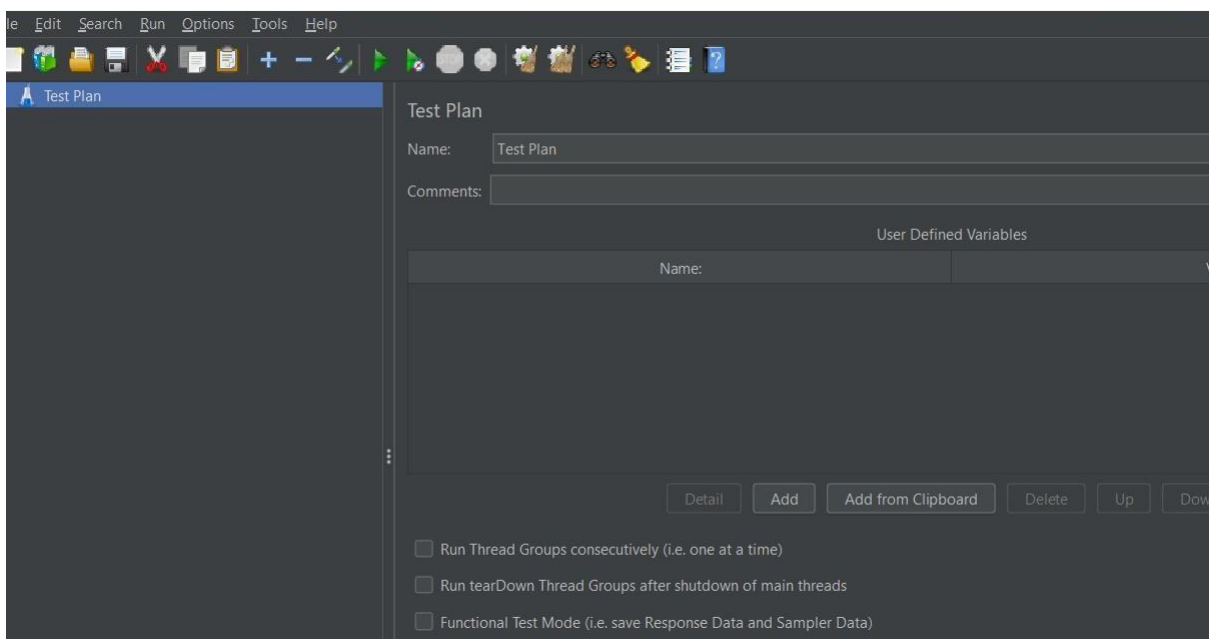 le Edit Search Run Options Tools Help
Test Plan
Test Plan
Name: Test Plan
Comments:
User Defined Variables
Name:
Detail Add Add from Clipboard Delete Up Dow
Run Thread Groups consecutively (i.e. one at a time)
Run tearDown Thread Groups after shutdown of main threads
Functional Test Mode (i.e. save Response Data and Sampler Data)